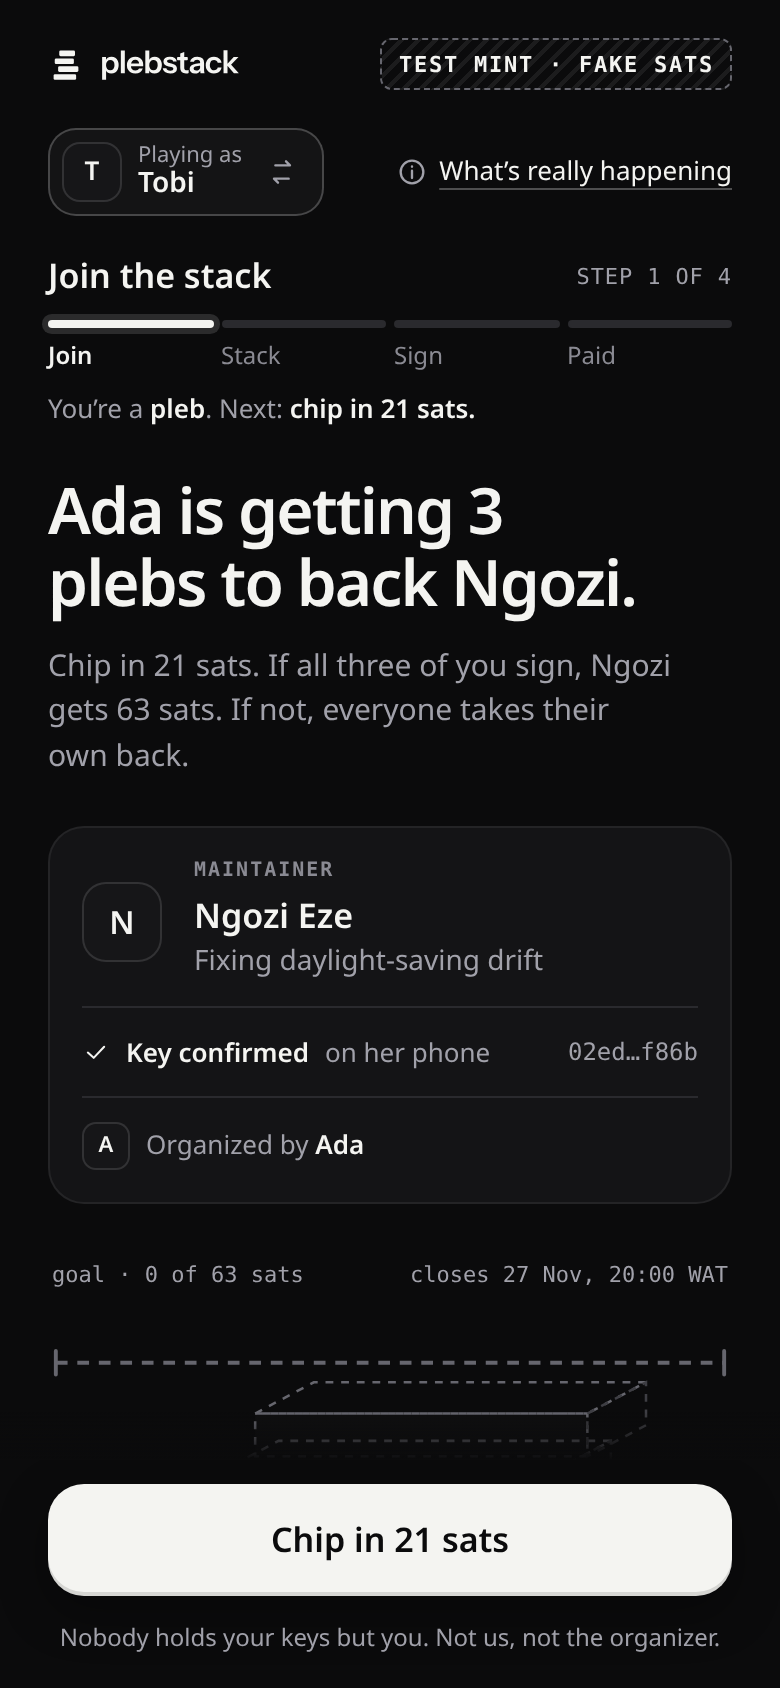 plebstack
TEST MINT · FAKE SATS
T
Playing as
Tobi
What’s really happening
Join the stack
STEP 1 OF 4
Join
Stack
Sign
Paid
You’re a pleb. Next: chip in 21 sats.
Ada is getting 3
plebs to back Ngozi.
Chip in 21 sats. If all three of you sign, Ngozi
gets 63 sats. If not, everyone takes their
own back.
MAINTAINER
N
Ngozi Eze
Fixing daylight-saving drift
Key confirmed on her phone
02ed…f86b
A
Organized by Ada
goal · 0 of 63 sats
closes 27 Nov, 20:00 WAT
Chip in 21 sats
Nobody holds your keys but you. Not us, not the organizer.